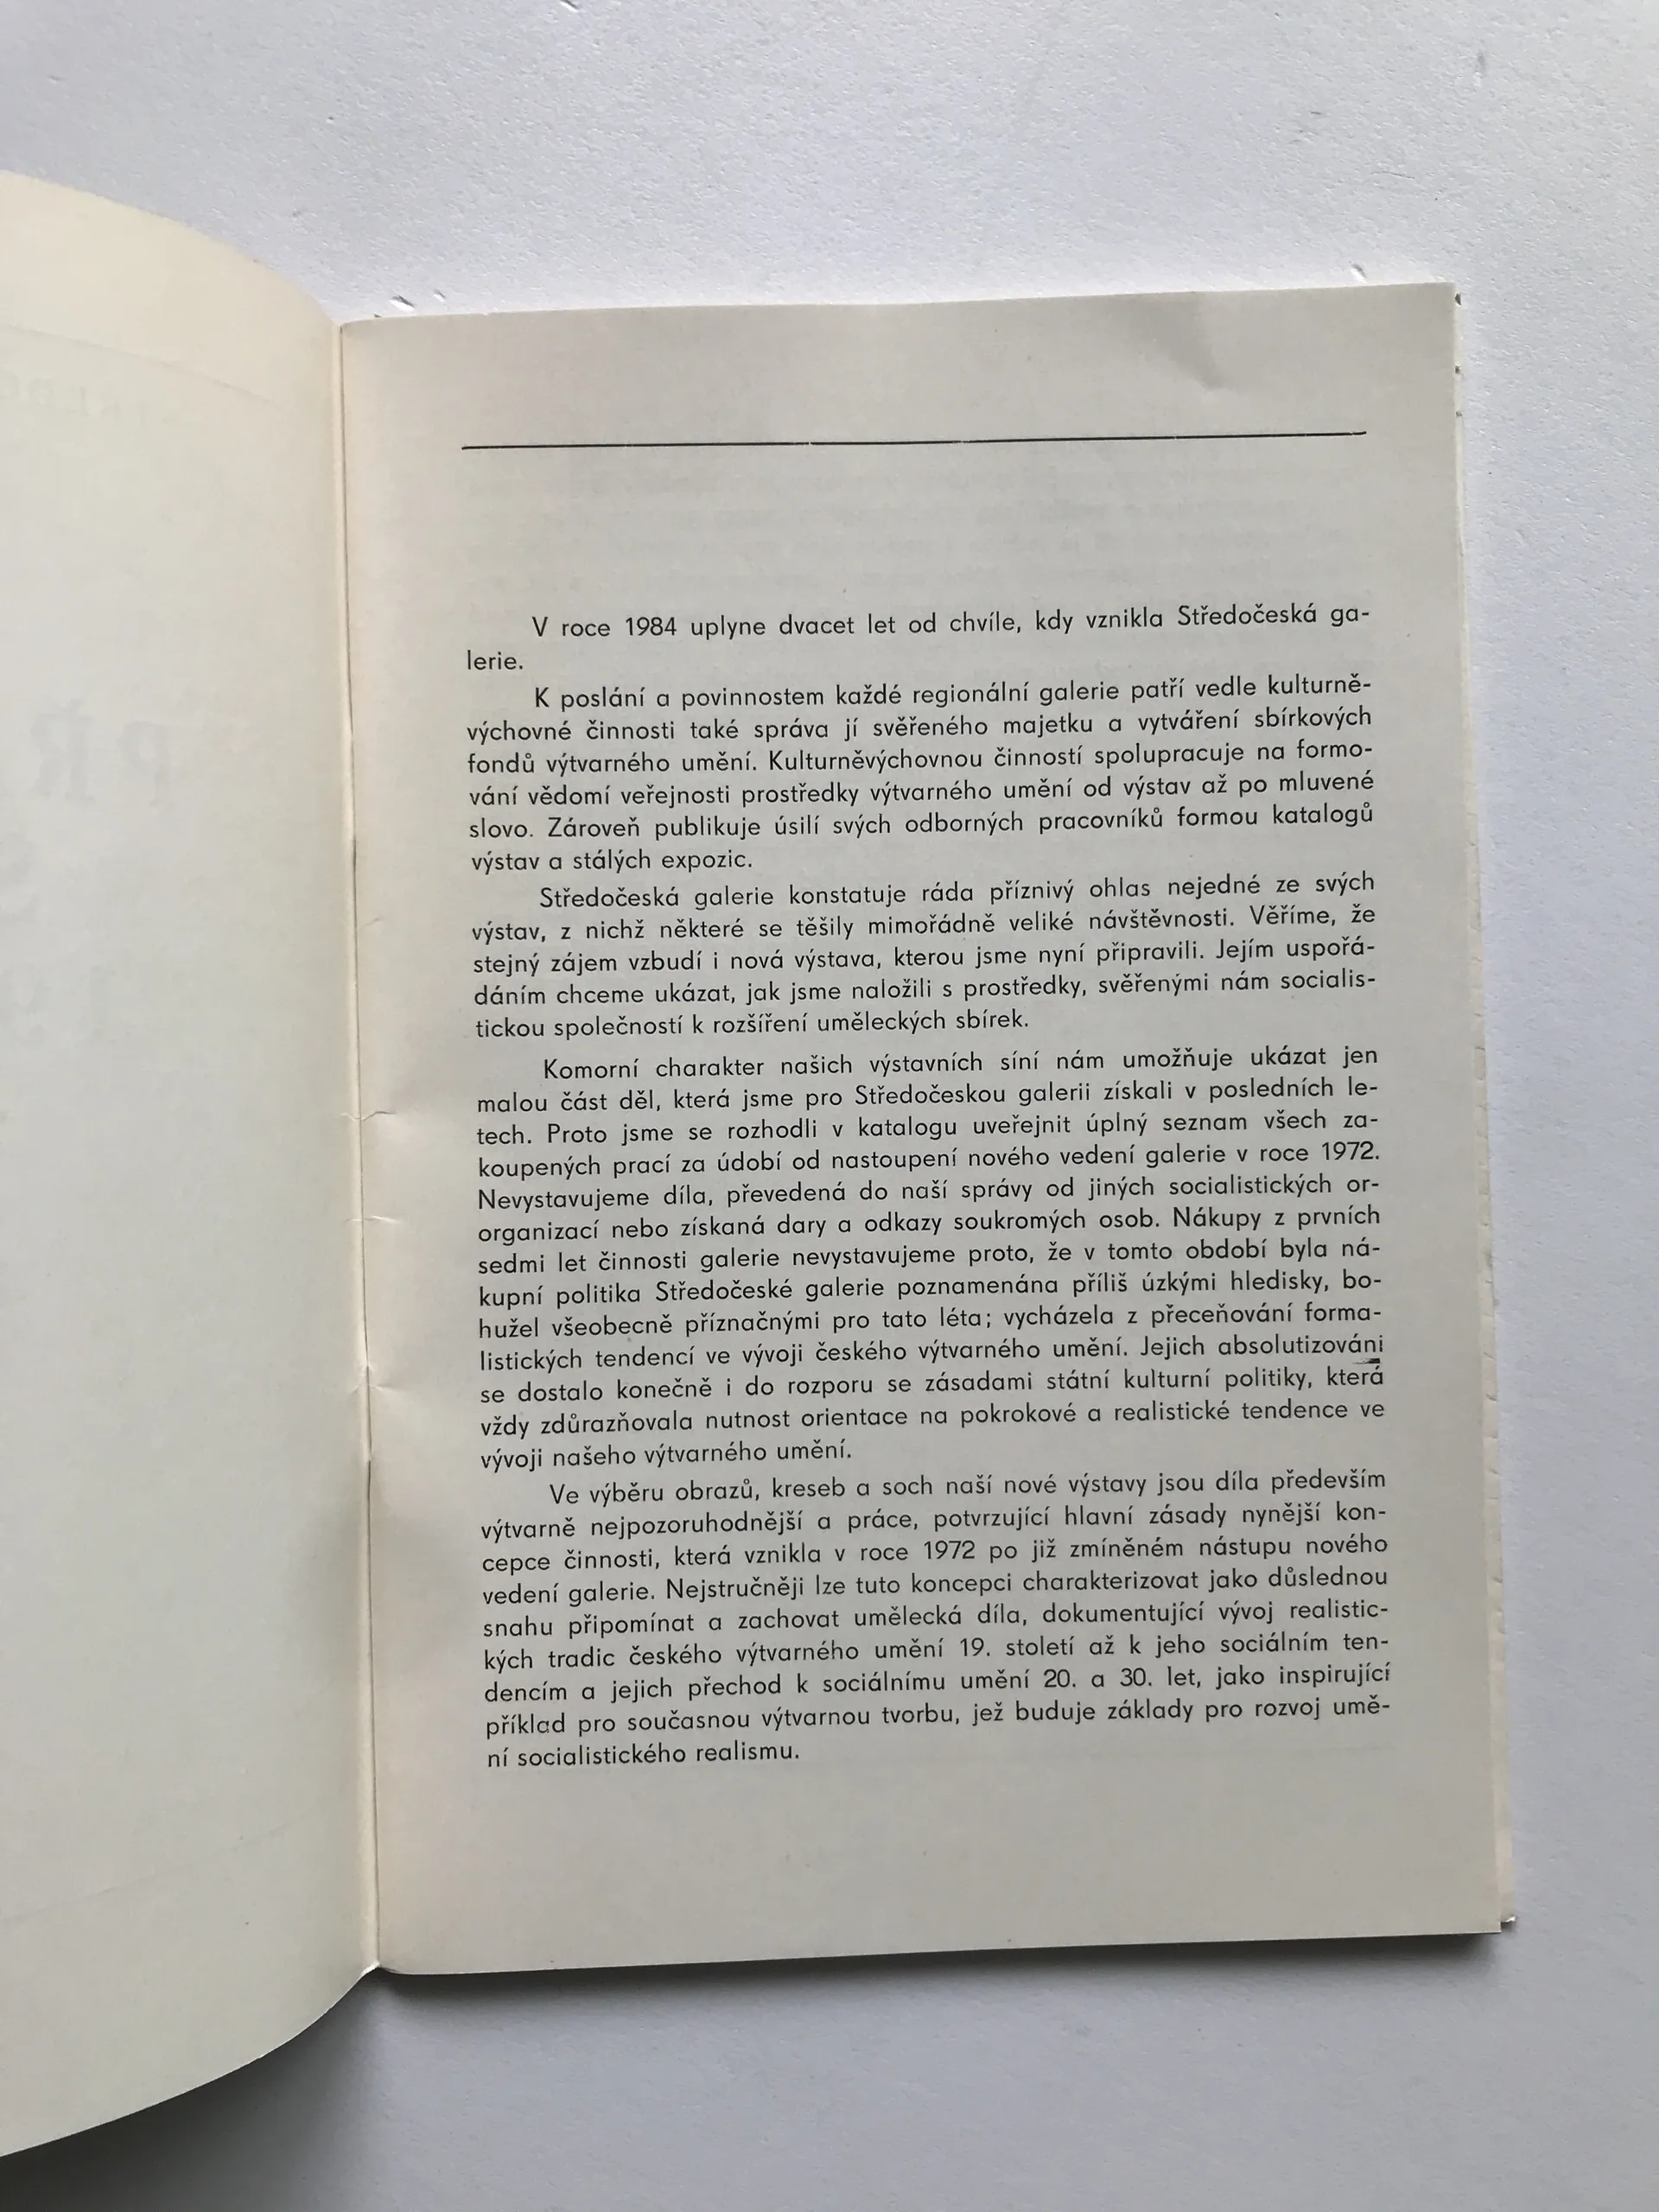 V roce 1984 uplyne dvacet let od chvíle, kdy vznikla Středočeská ga-
lerie.
K poslání a povinnostem každé regionální galerie patří vedle kulturně-
výchovné činnosti také správa jí svěřeného majetku a vytváření sbírkových
fondů výtvarného umění. Kulturněvýchovnou činností spolupracuje na formo-
vání vědomí veřejnosti prostředky výtvarného umění od výstav až po mluvené
slovo. Zároveň publikuje úsilí svých odborných pracovníků formou katalogů
výstav a stálých expozic.
Středočeská galerie konstatuje ráda příznivý ohlas nejedné ze svých
výstav, z nichž některé se těšily mimořádně veliké návštěvnosti. Věříme, že
stejný zájem vzbudí i nová výstava, kterou jsme nyní připravili. Jejím uspořá-
dáním chceme ukázat, jak jsme naložili s prostředky, svěřenými nám socialis-
tickou společností k rozšíření uměleckých sbírek.
Komorní charakter našich výstavních síní nám umožňuje ukázat jen
malou část děl, která jsme pro Středočeskou galerii získali v posledních le-
tech. Proto jsme se rozhodli v katalogu uveřejnit úplný seznam všech za-
koupených prací za údobí od nastoupení nového vedení galerie v roce 1972.
Nevystavujeme díla, převedená do naší správy od jiných socialistických or-
organizací nebo získaná dary a odkazy soukromých osob. Nákupy z prvních
sedmi let činnosti galerie nevystavujeme proto, že v tomto období byla ná-
kupní politika Středočeské galerie poznamenána příliš úzkými hledisky, bo-
hužel všeobecně příznačnými pro tato léta; vycházela z přeceňování forma-
listických tendencí ve vývoji českého výtvarného umění. Jejich absolutizováni
se dostalo konečně i do rozporu se zásadami státní kulturní politiky, která
vždy zdůrazňovala nutnost orientace na pokrokové a realistické tendence ve
vývoji našeho výtvarného umění.
Ve výběru obrazů, kreseb a soch naší nové výstavy jsou díla především
výtvarně nejpozoruhodnější a práce, potvrzující hlavní zásady nynější kon-
cepce činnosti, která vznikla v roce 1972 po již zmíněném nástupu nového
vedení galerie. Nejstručněji lze tuto koncepci charakterizovat jako důslednou
snahu připomínat a zachovat umělecká díla, dokumentující vývoj realistic-
kých tradic českého výtvarného umění 19. století až k jeho sociálním ten-
dencím a jejich přechod k sociálnímu umění 20. a 30. let, jako inspirující
příklad pro současnou výtvarnou tvorbu, jež buduje základy pro rozvoj umě-
ní socialistického realismu.